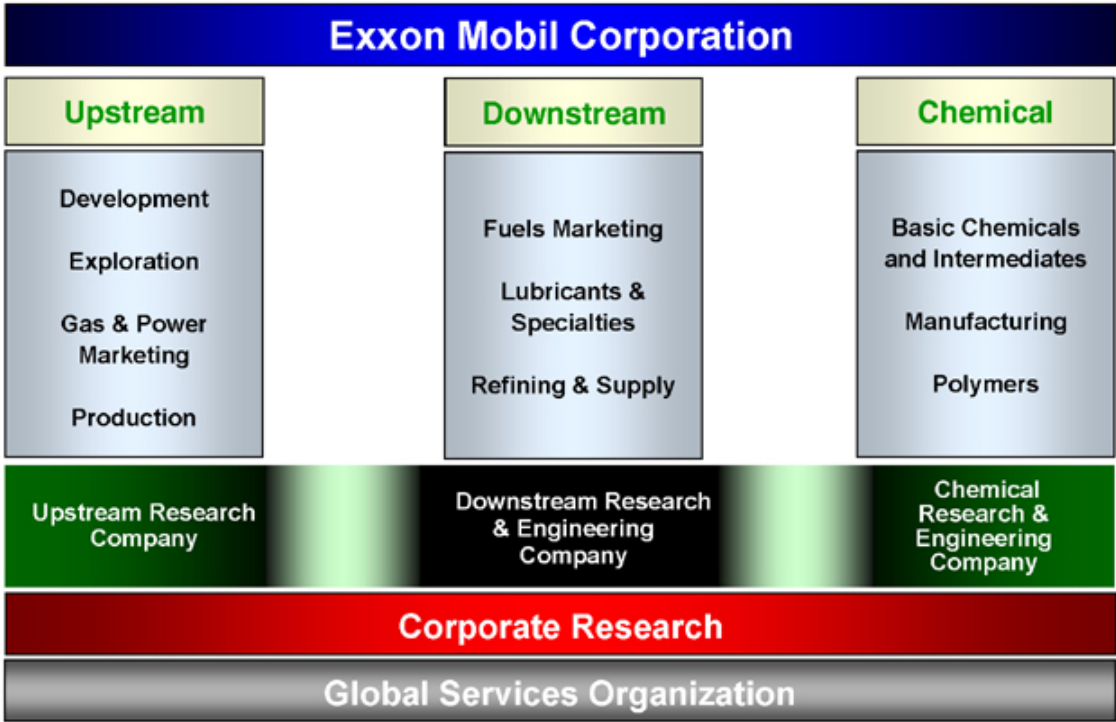 Exxon Mobil Corporation
Upstream
Development
Exploration
Gas & Power
Marketing
Production
Downstream
Fuels Marketing
Lubricants &
Specialties
Refining & Supply
Chemical
Basic Chemicals
and Intermediates
Manufacturing
Polymers
Upstream Research
Company
Downstream Research
& Engineering
Company
Chemical
Research &
Engineering
Company
Corporate Research
Global Services Organization